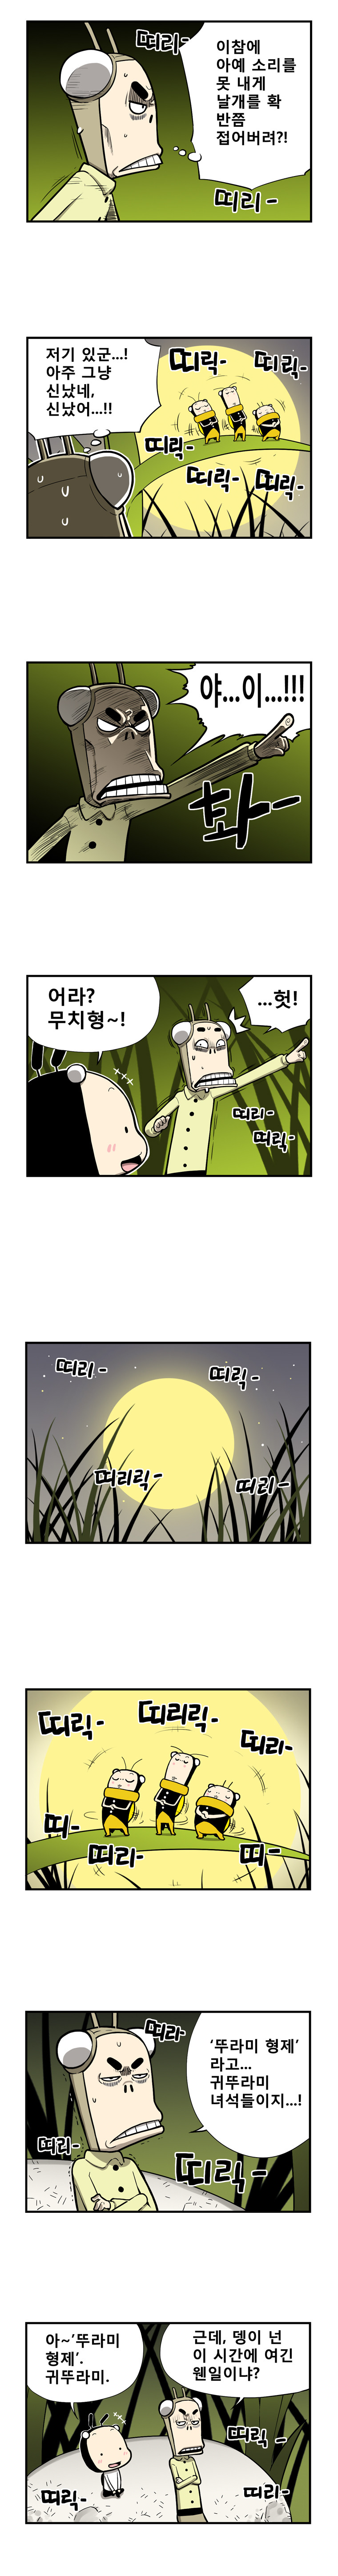 띠리-
이참에
아예 소리를
못 내게
날개를 확
반쯤
접어버려?!
띠리-
저기 있군...!
아주 그냥
신났네,
신났어...!!
띠릭-
띠리-
띠릭-
띠리-
띠릭-
야...이...!!!
촤-
어라?
무치형~!
...헛!
띠리-
띠릭-
띠리-
띠릭-
띠리릭-
띠리-
띠릭-
띠리릭-
띠리-
띠-
띠리-
띠-
띠리-
'뚜라미 형제'
라고...
귀뚜라미
녀석들이지...!
띠리-
띠릭-
아~'뚜라미
형제'.
귀뚜라미.
근데, 뎅이 넌
이 시간에 여긴
웬일이냐?
띠릭-
띠릭-
띠리-